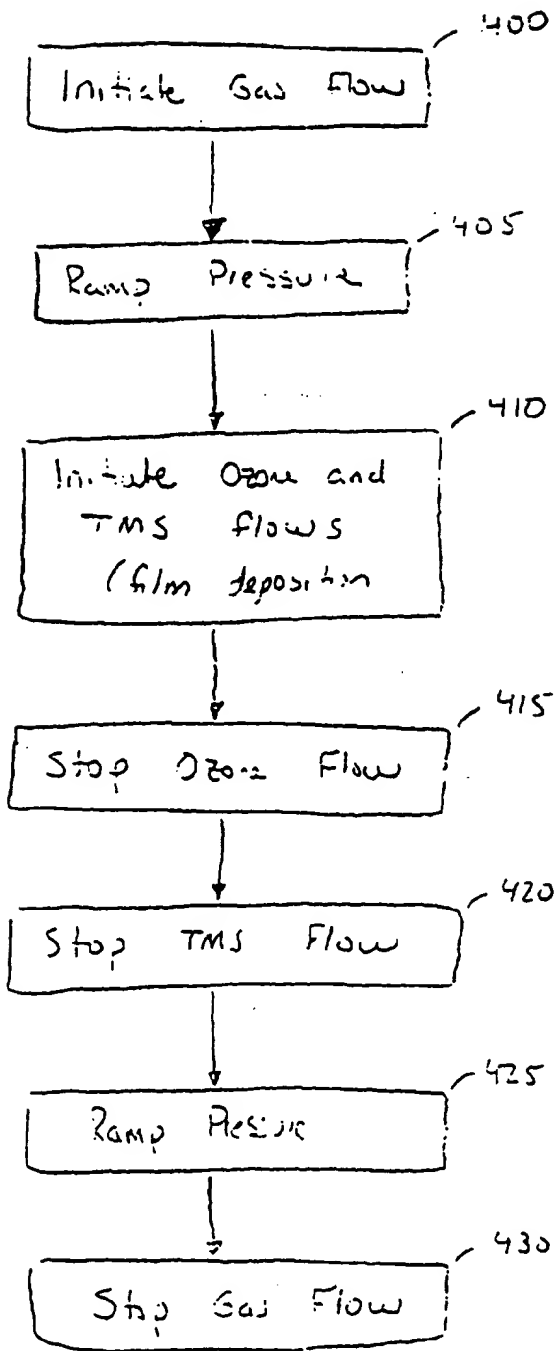 400
Initiate Gas Flow
405
Ramp Pressure
410
Initiate Ozone and
TMS flows
(film deposition
415
Stop Ozone Flow
420
Stop TMS Flow
425
Ramp Pressure
430
Stop Gas Flow